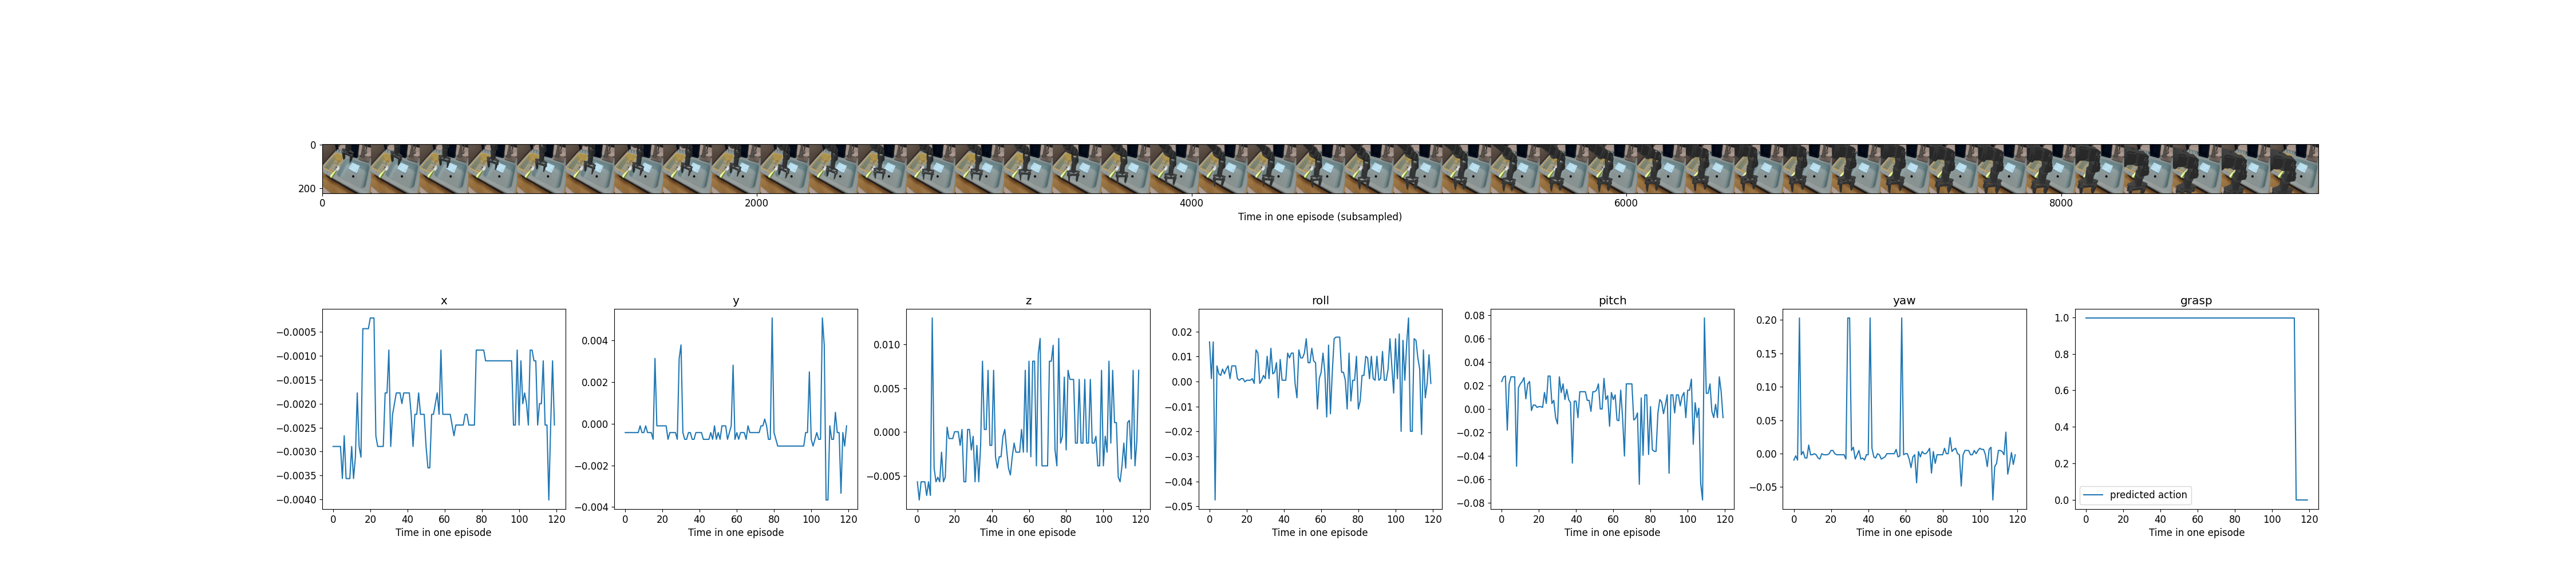 0
200
0 2000 4000 6000 8000
Time in one episode (subsampled)
x
−0.0005
−0.0010
−0.0015
−0.0020
−0.0025
−0.0030
−0.0035
−0.0040
0 20 40 60 80 100 120
Time in one episode
y
0.004
0.002
0.000
−0.002
−0.004
0 20 40 60 80 100 120
Time in one episode
z
0.010
0.005
0.000
−0.005
0 20 40 60 80 100 120
Time in one episode
roll
0.02
0.01
0.00
−0.01
−0.02
−0.03
−0.04
−0.05
0 20 40 60 80 100 120
Time in one episode
pitch
0.08
0.06
0.04
0.02
0.00
−0.02
−0.04
−0.06
−0.08
0 20 40 60 80 100 120
Time in one episode
yaw
0.20
0.15
0.10
0.05
0.00
−0.05
0 20 40 60 80 100 120
Time in one episode
grasp
1.0
0.8
0.6
0.4
0.2
0.0
predicted action
0 20 40 60 80 100 120
Time in one episode